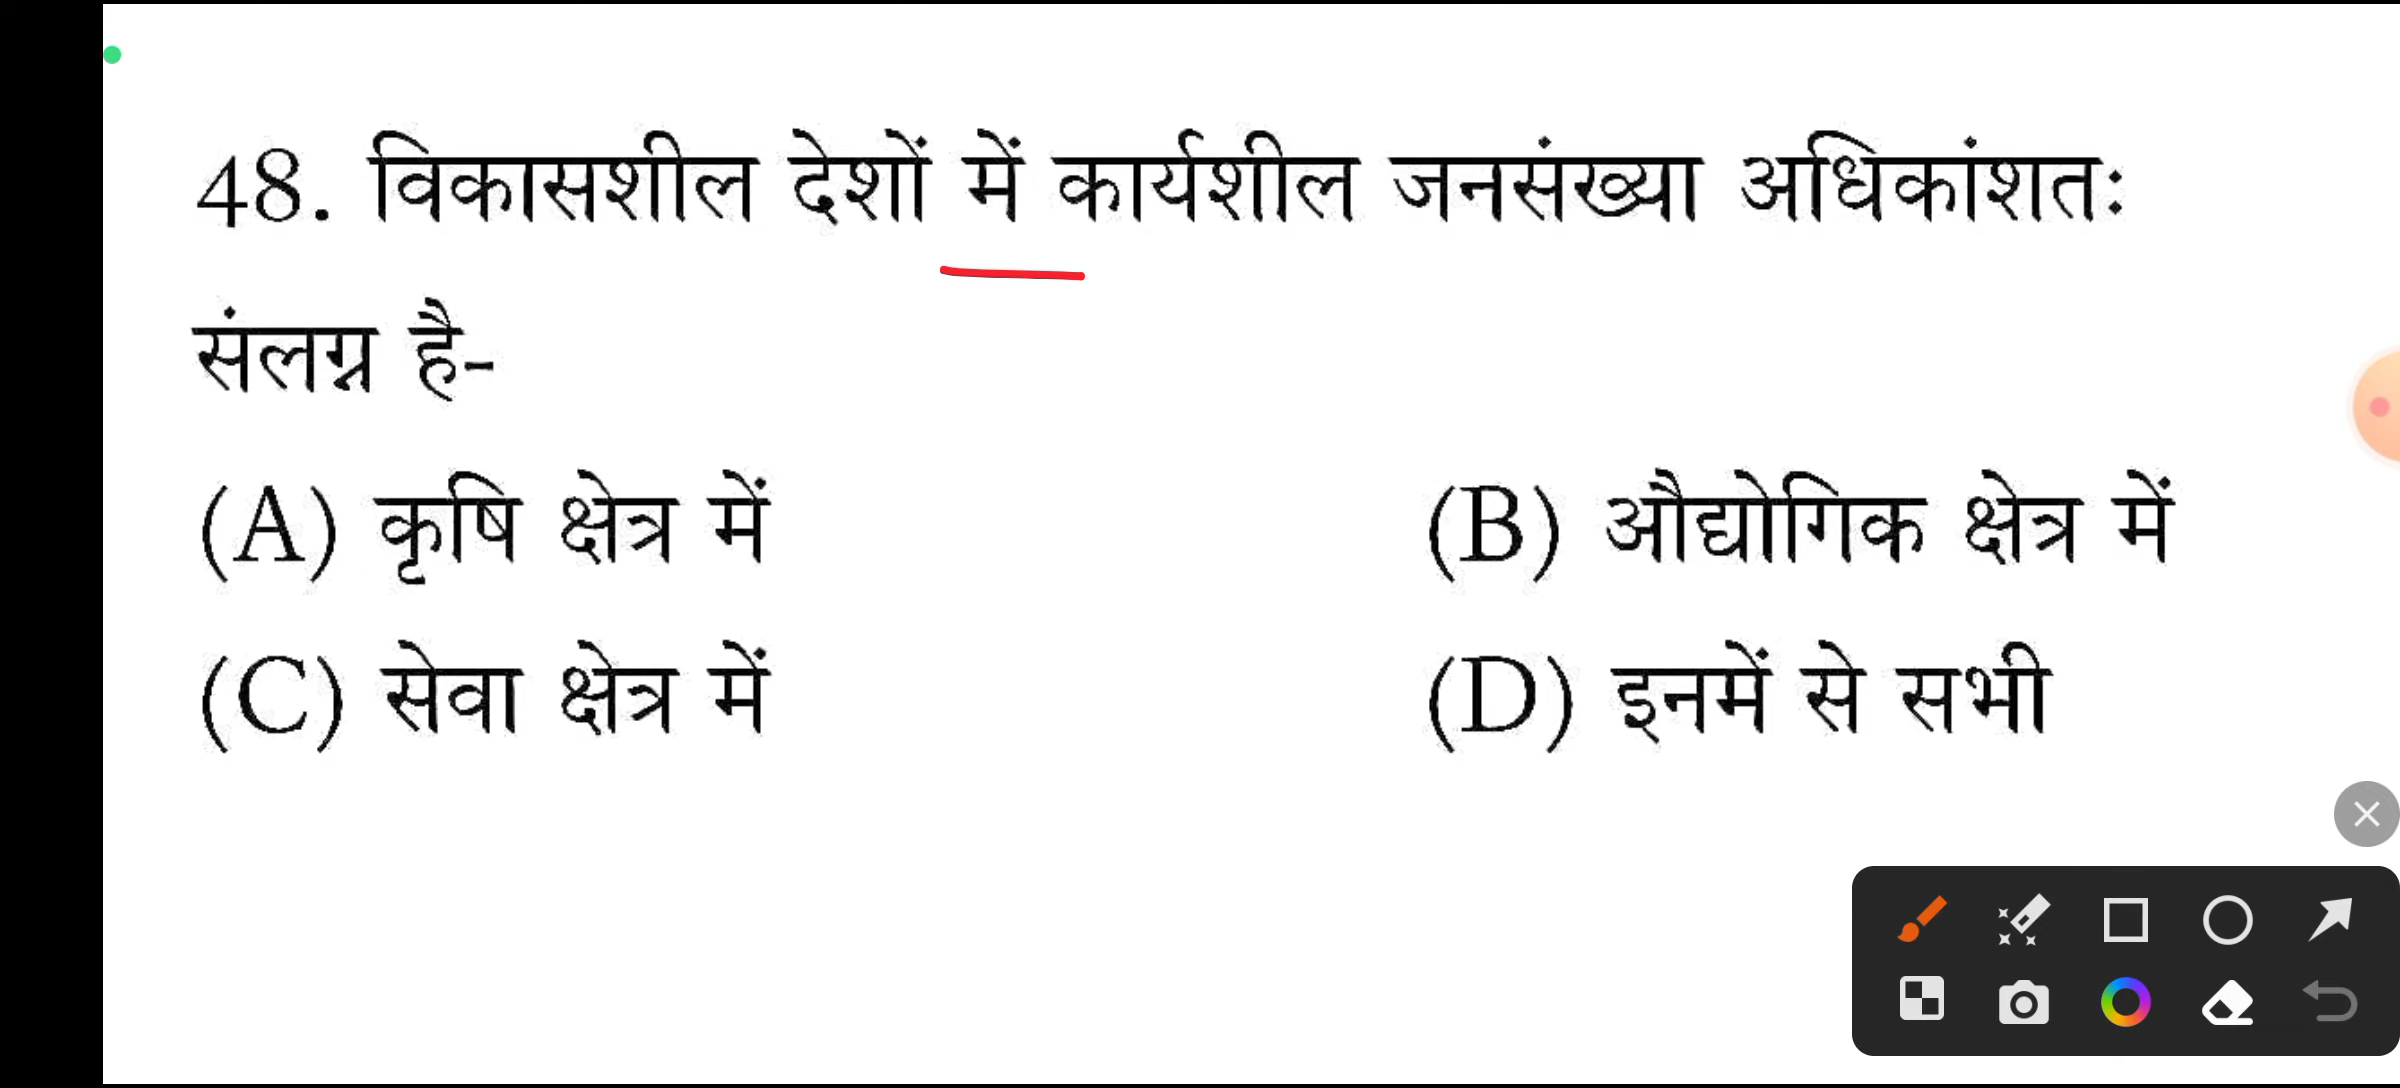 48. विकासशील देशों में कार्यशील जनसंख्या अधिकांशतः
संलग्न है-
(A) कृषि क्षेत्र में (B) औद्योगिक क्षेत्र में
(C) सेवा क्षेत्र में (D) इनमें से सभी